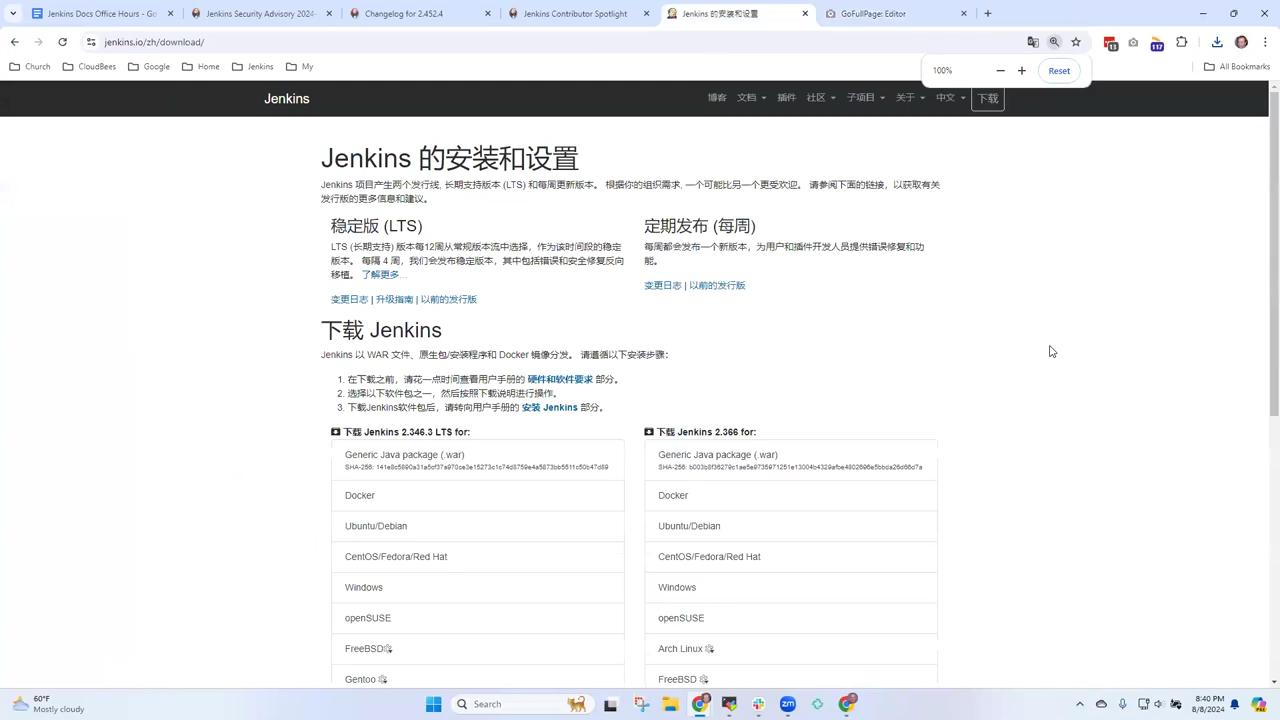 Jenkins Docs Office Hours - Go
Jenkins Security Advisory 2024-
Changelog for 2.452.4
Jenkins Contributor Spotlight
Jenkins 的安装和设置
GoFullPage: Editor
jenkins.io/zh/download/
13
117
Church
CloudBees
Google
Home
Jenkins
My
All Bookmarks
100%
Reset
Jenkins
博客
文档
插件
社区
子项目
关于
中文
下载
Jenkins 的安装和设置
Jenkins 项目产生两个发行线, 长期支持版本 (LTS) 和每周更新版本。 根据你的组织需求, 一个可能比另一个更受欢迎。 请参阅下面的链接，以获取有关
发行版的更多信息和建议。
稳定版 (LTS)
LTS (长期支持) 版本每12周从常规版本流中选择，作为该时间段的稳定
版本。 每隔 4 周，我们会发布稳定版本，其中包括错误和安全修复反向
移植。 了解更多...
变更日志 | 升级指南 | 以前的发行版
定期发布 (每周)
每周都会发布一个新版本，为用户和插件开发人员提供错误修复和功
能。
变更日志 | 以前的发行版
下载 Jenkins
Jenkins 以 WAR 文件、原生包/安装程序和 Docker 镜像分发。 请遵循以下安装步骤:
1. 在下载之前，请花一点时间查看用户手册的 硬件和软件要求 部分。
2. 选择以下软件包之一，然后按照下载说明进行操作。
3. 下载Jenkins软件包后，请转向用户手册的 安装 Jenkins 部分。
下载 Jenkins 2.346.3 LTS for:
Generic Java package (.war)
SHA-256:
Docker
Ubuntu/Debian
CentOS/Fedora/Red Hat
Windows
openSUSE
FreeBSD
Gentoo
下载 Jenkins 2.366 for:
Generic Java package (.war)
SHA-256:
Docker
Ubuntu/Debian
CentOS/Fedora/Red Hat
Windows
openSUSE
Arch Linux
FreeBSD
60°F
Mostly cloudy
Search
zm
8:40 PM
8/8/2024